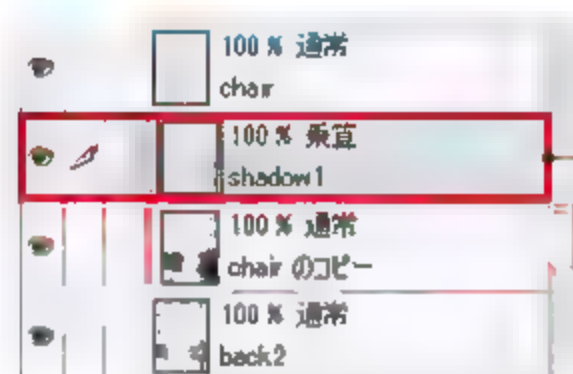 100 % 通常
chair
100 % 乗算
shadow1
100 % 通常
chair のコピー
100 % 通常
back2